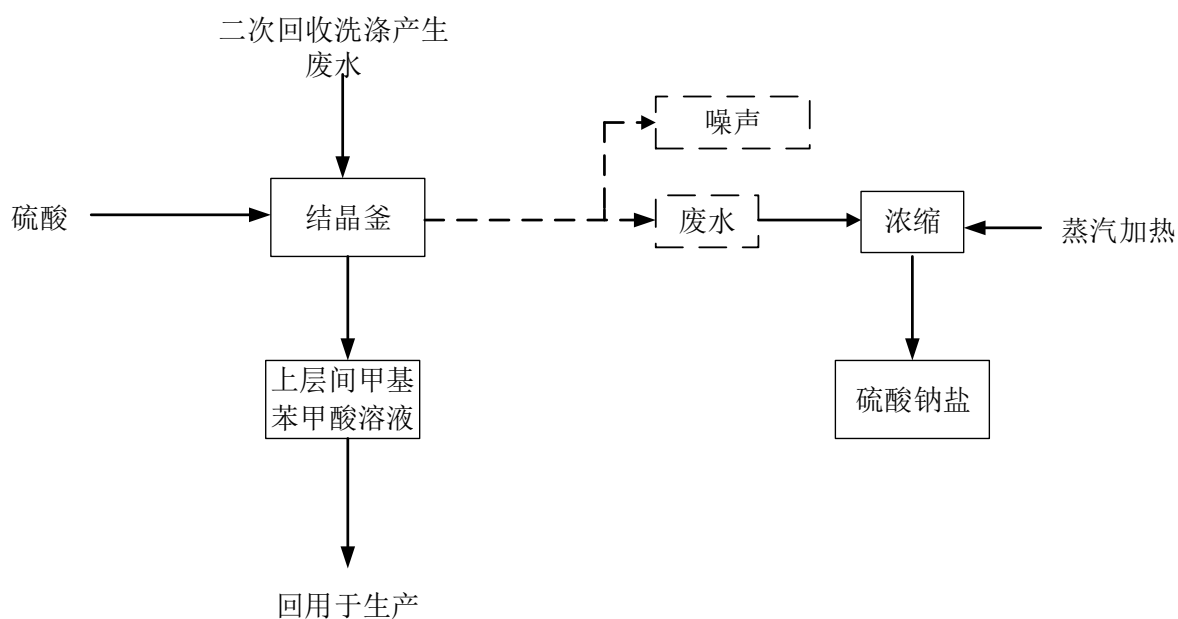 二次回收洗涤产生
废水
噪声
硫酸
结晶釜
废水
浓缩
蒸汽加热
上层间甲基
苯甲酸溶液
硫酸钠盐
回用于生产